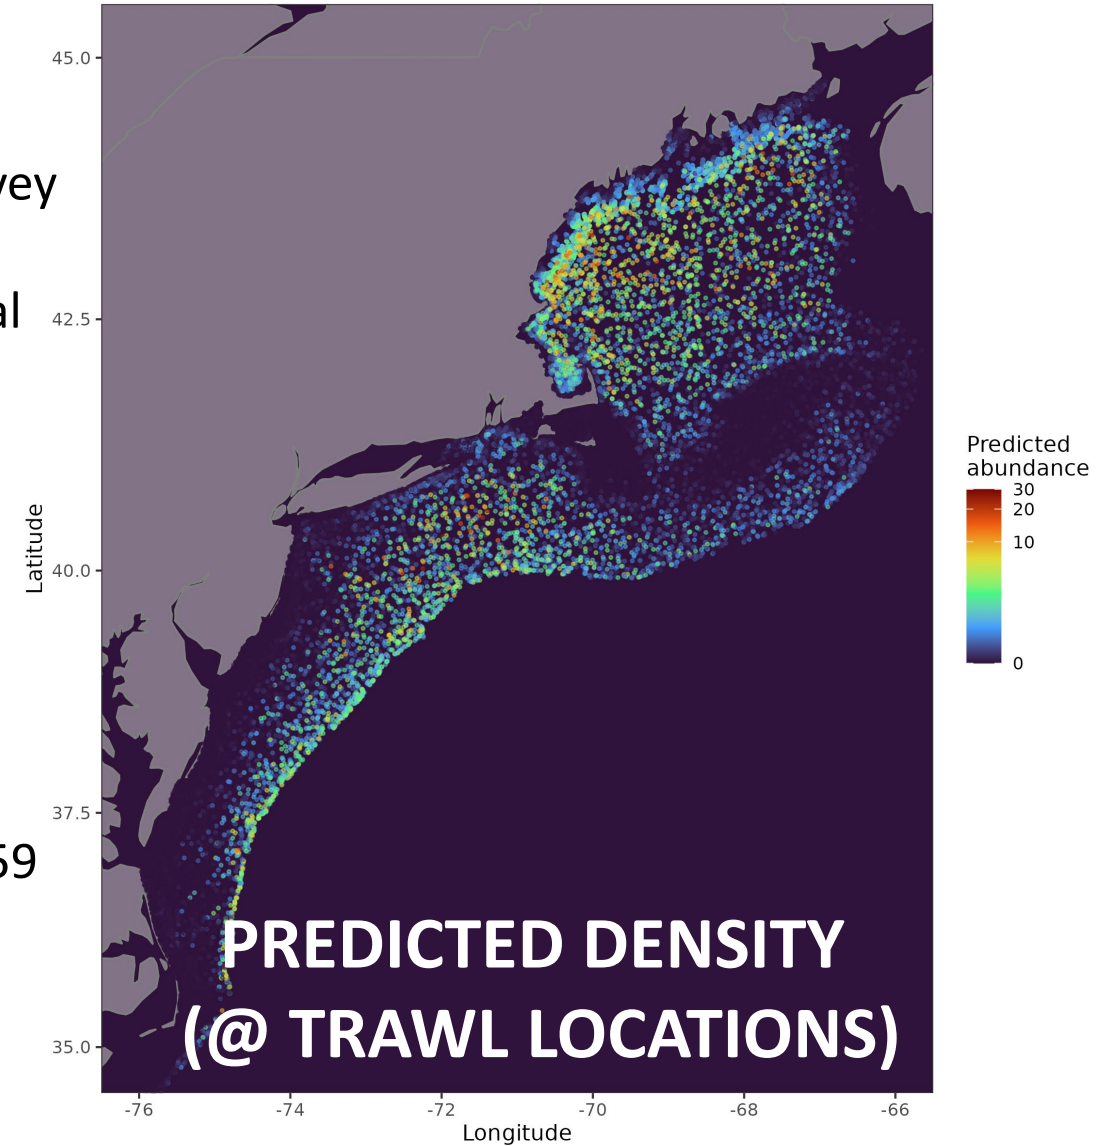 vey
al
59
45.0
42.5
40.0
37.5
35.0
Latitude
-76 -74 -72 -70 -68 -66
Longitude
Predicted
abundance
30
20
10
0
PREDICTED DENSITY
(@ TRAWL LOCATIONS)